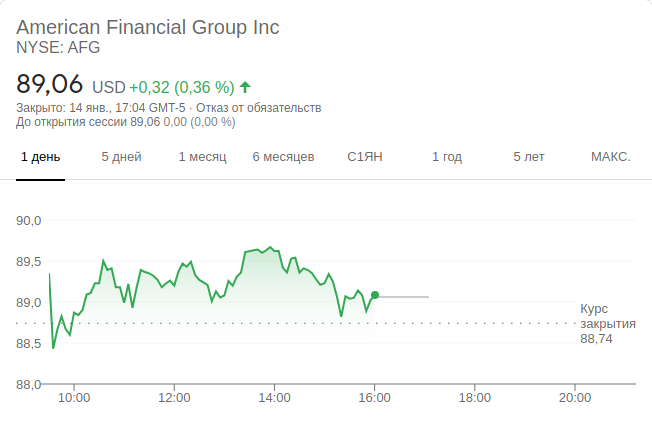 American Financial Group Inc
NYSE: AFG
89,06 USD +0,32 (0,36 %)
Закрыто: 14 янв., 17:04 GMT-5 · Отказ от обязательств
До открытия сессии 89,06 0,00 (0,00 %)
1 день 5 дней 1 месяц 6 месяцев С1ЯН 1 год 5 лет МАКС.
90,0
89,5
89,0
Курс
закрытия
88,74
88,5
88,0
10:00 12:00 14:00 16:00 18:00 20:00